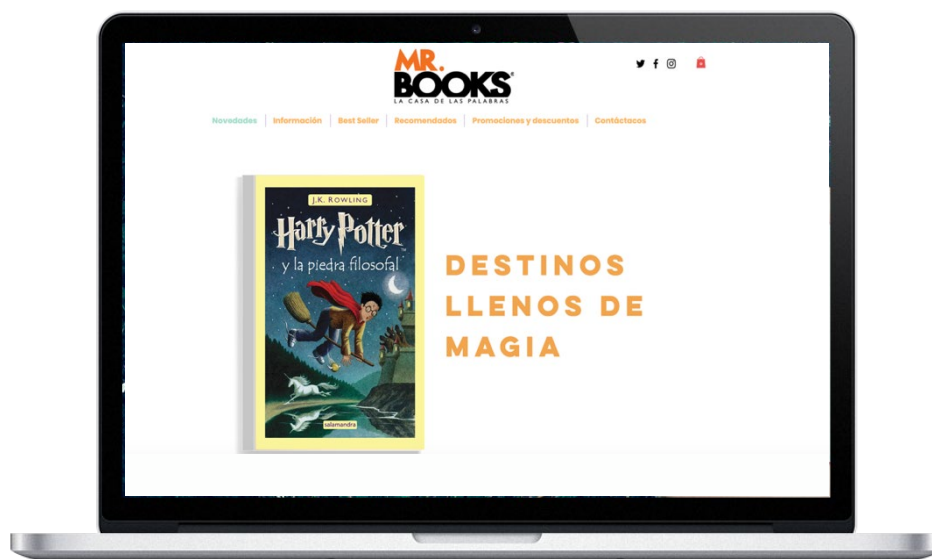 MR.
BOOKS
LA CASA DE LAS PALABRAS
Novedades | Información | Best Seller | Recomendados | Promociones y descuentos | Contáctacos
J.K. ROWLING
Harry Potter
y la piedra filosofal
salamandra
DESTINOS
LLENOS DE
MAGIA